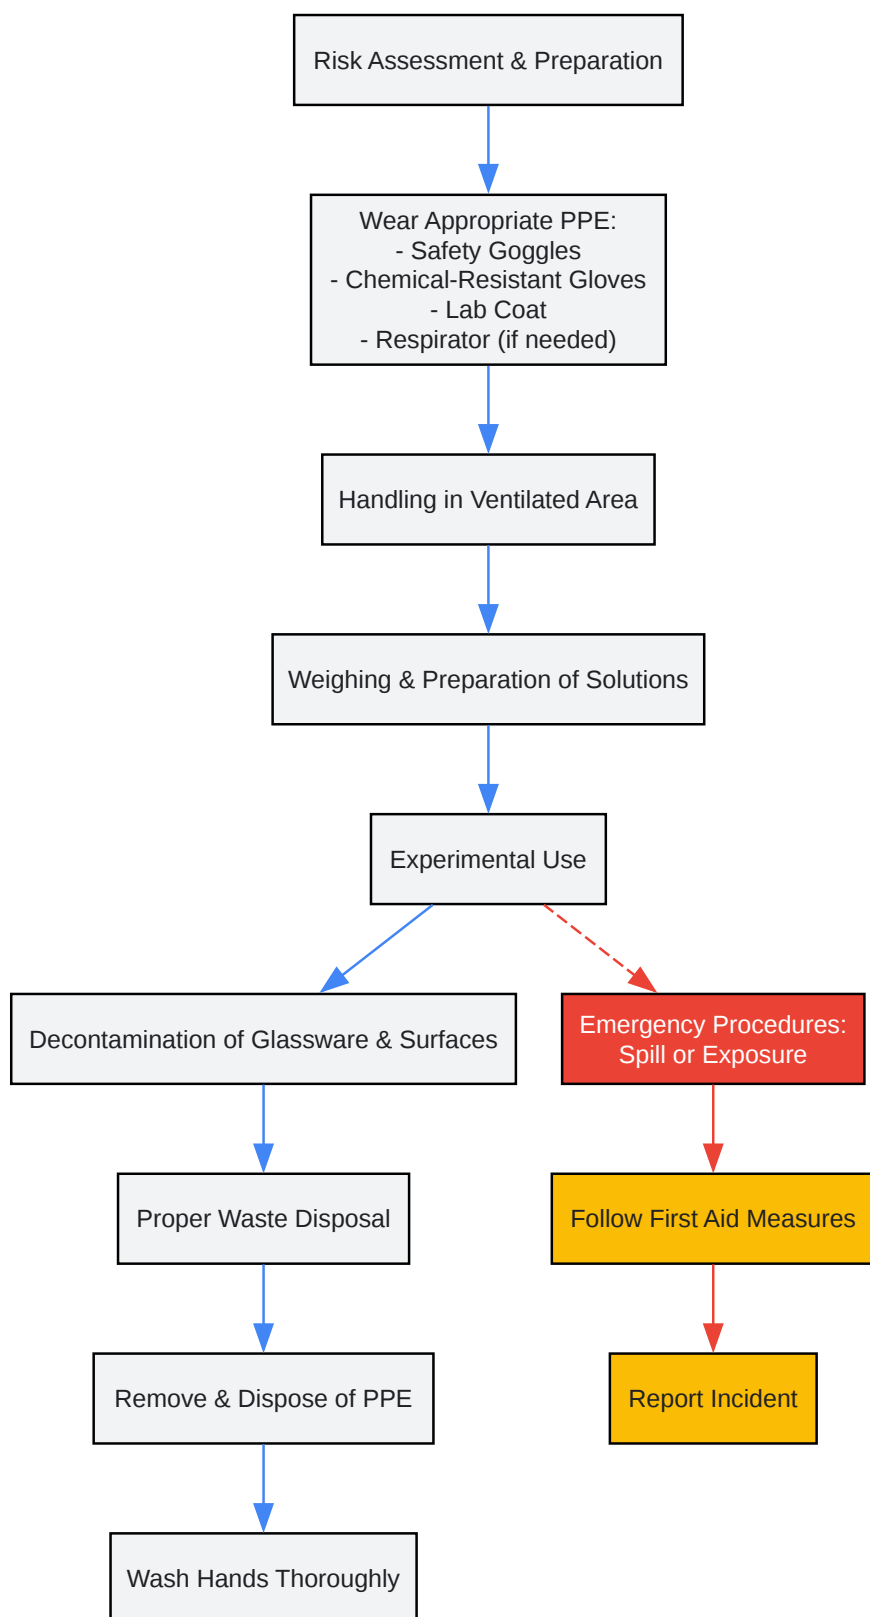 Risk Assessment & Preparation
Wear Appropriate PPE:
- Safety Goggles
- Chemical-Resistant Gloves
- Lab Coat
- Respirator (if needed)
Handling in Ventilated Area
Weighing & Preparation of Solutions
Experimental Use
Decontamination of Glassware & Surfaces
Emergency Procedures:
Spill or Exposure
Proper Waste Disposal
Follow First Aid Measures
Remove & Dispose of PPE
Report Incident
Wash Hands Thoroughly